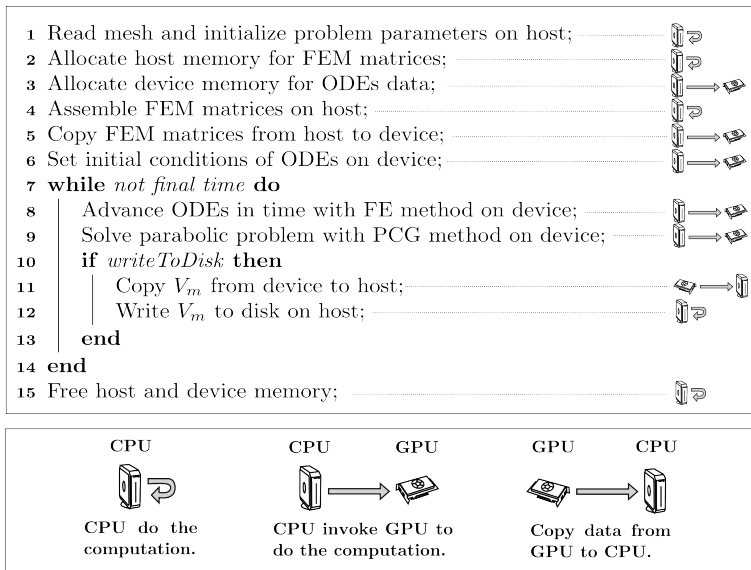 1 Read mesh and initialize problem parameters on host;
2 Allocate host memory for FEM matrices;
3 Allocate device memory for ODEs data;
4 Assemble FEM matrices on host;
5 Copy FEM matrices from host to device;
6 Set initial conditions of ODEs on device;
7 while not final time do
8 Advance ODEs in time with FE method on device;
9 Solve parabolic problem with PCG method on device;
10 if writeToDisk then
11 Copy Vm from device to host;
12 Write Vm to disk on host;
13 end
14 end
15 Free host and device memory;
CPU
CPU do the
computation.
CPU GPU
CPU invoke GPU to
do the computation.
GPU CPU
Copy data from
GPU to CPU.